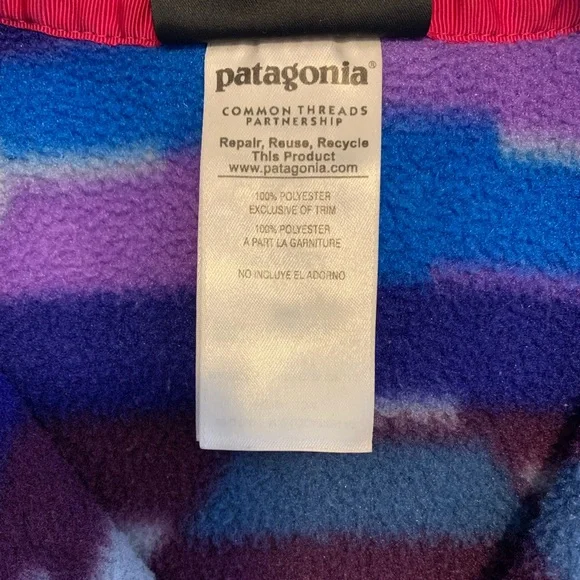 patagonia®
COMMON THREADS
PARTNERSHIP
Repair, Reuse, Recycle
This Product
www.patagonia.com
100% POLYESTER
EXCLUSIVE OF TRIM
100% POLYESTER
A PART LA GARNITURE
NO INCLUYE EL ADORNO